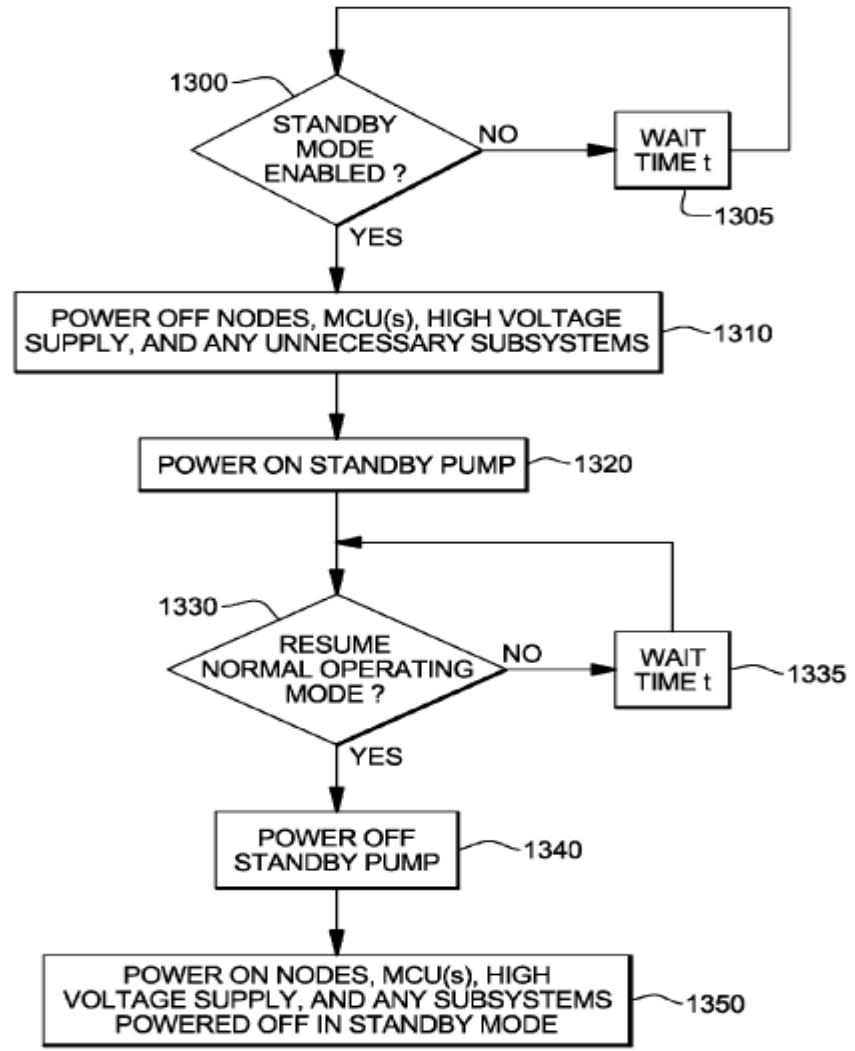 1300
STANDBY
MODE
ENABLED ?
NO
WAIT
TIME t
1305
YES
POWER OFF NODES, MCU(s), HIGH VOLTAGE
SUPPLY, AND ANY UNNECESSARY SUBSYSTEMS
1310
POWER ON STANDBY PUMP
1320
1330
RESUME
NORMAL OPERATING
MODE ?
NO
WAIT
TIME t
1335
YES
POWER OFF
STANDBY PUMP
1340
POWER ON NODES, MCU(s), HIGH
VOLTAGE SUPPLY, AND ANY SUBSYSTEMS
POWERED OFF IN STANDBY MODE
1350